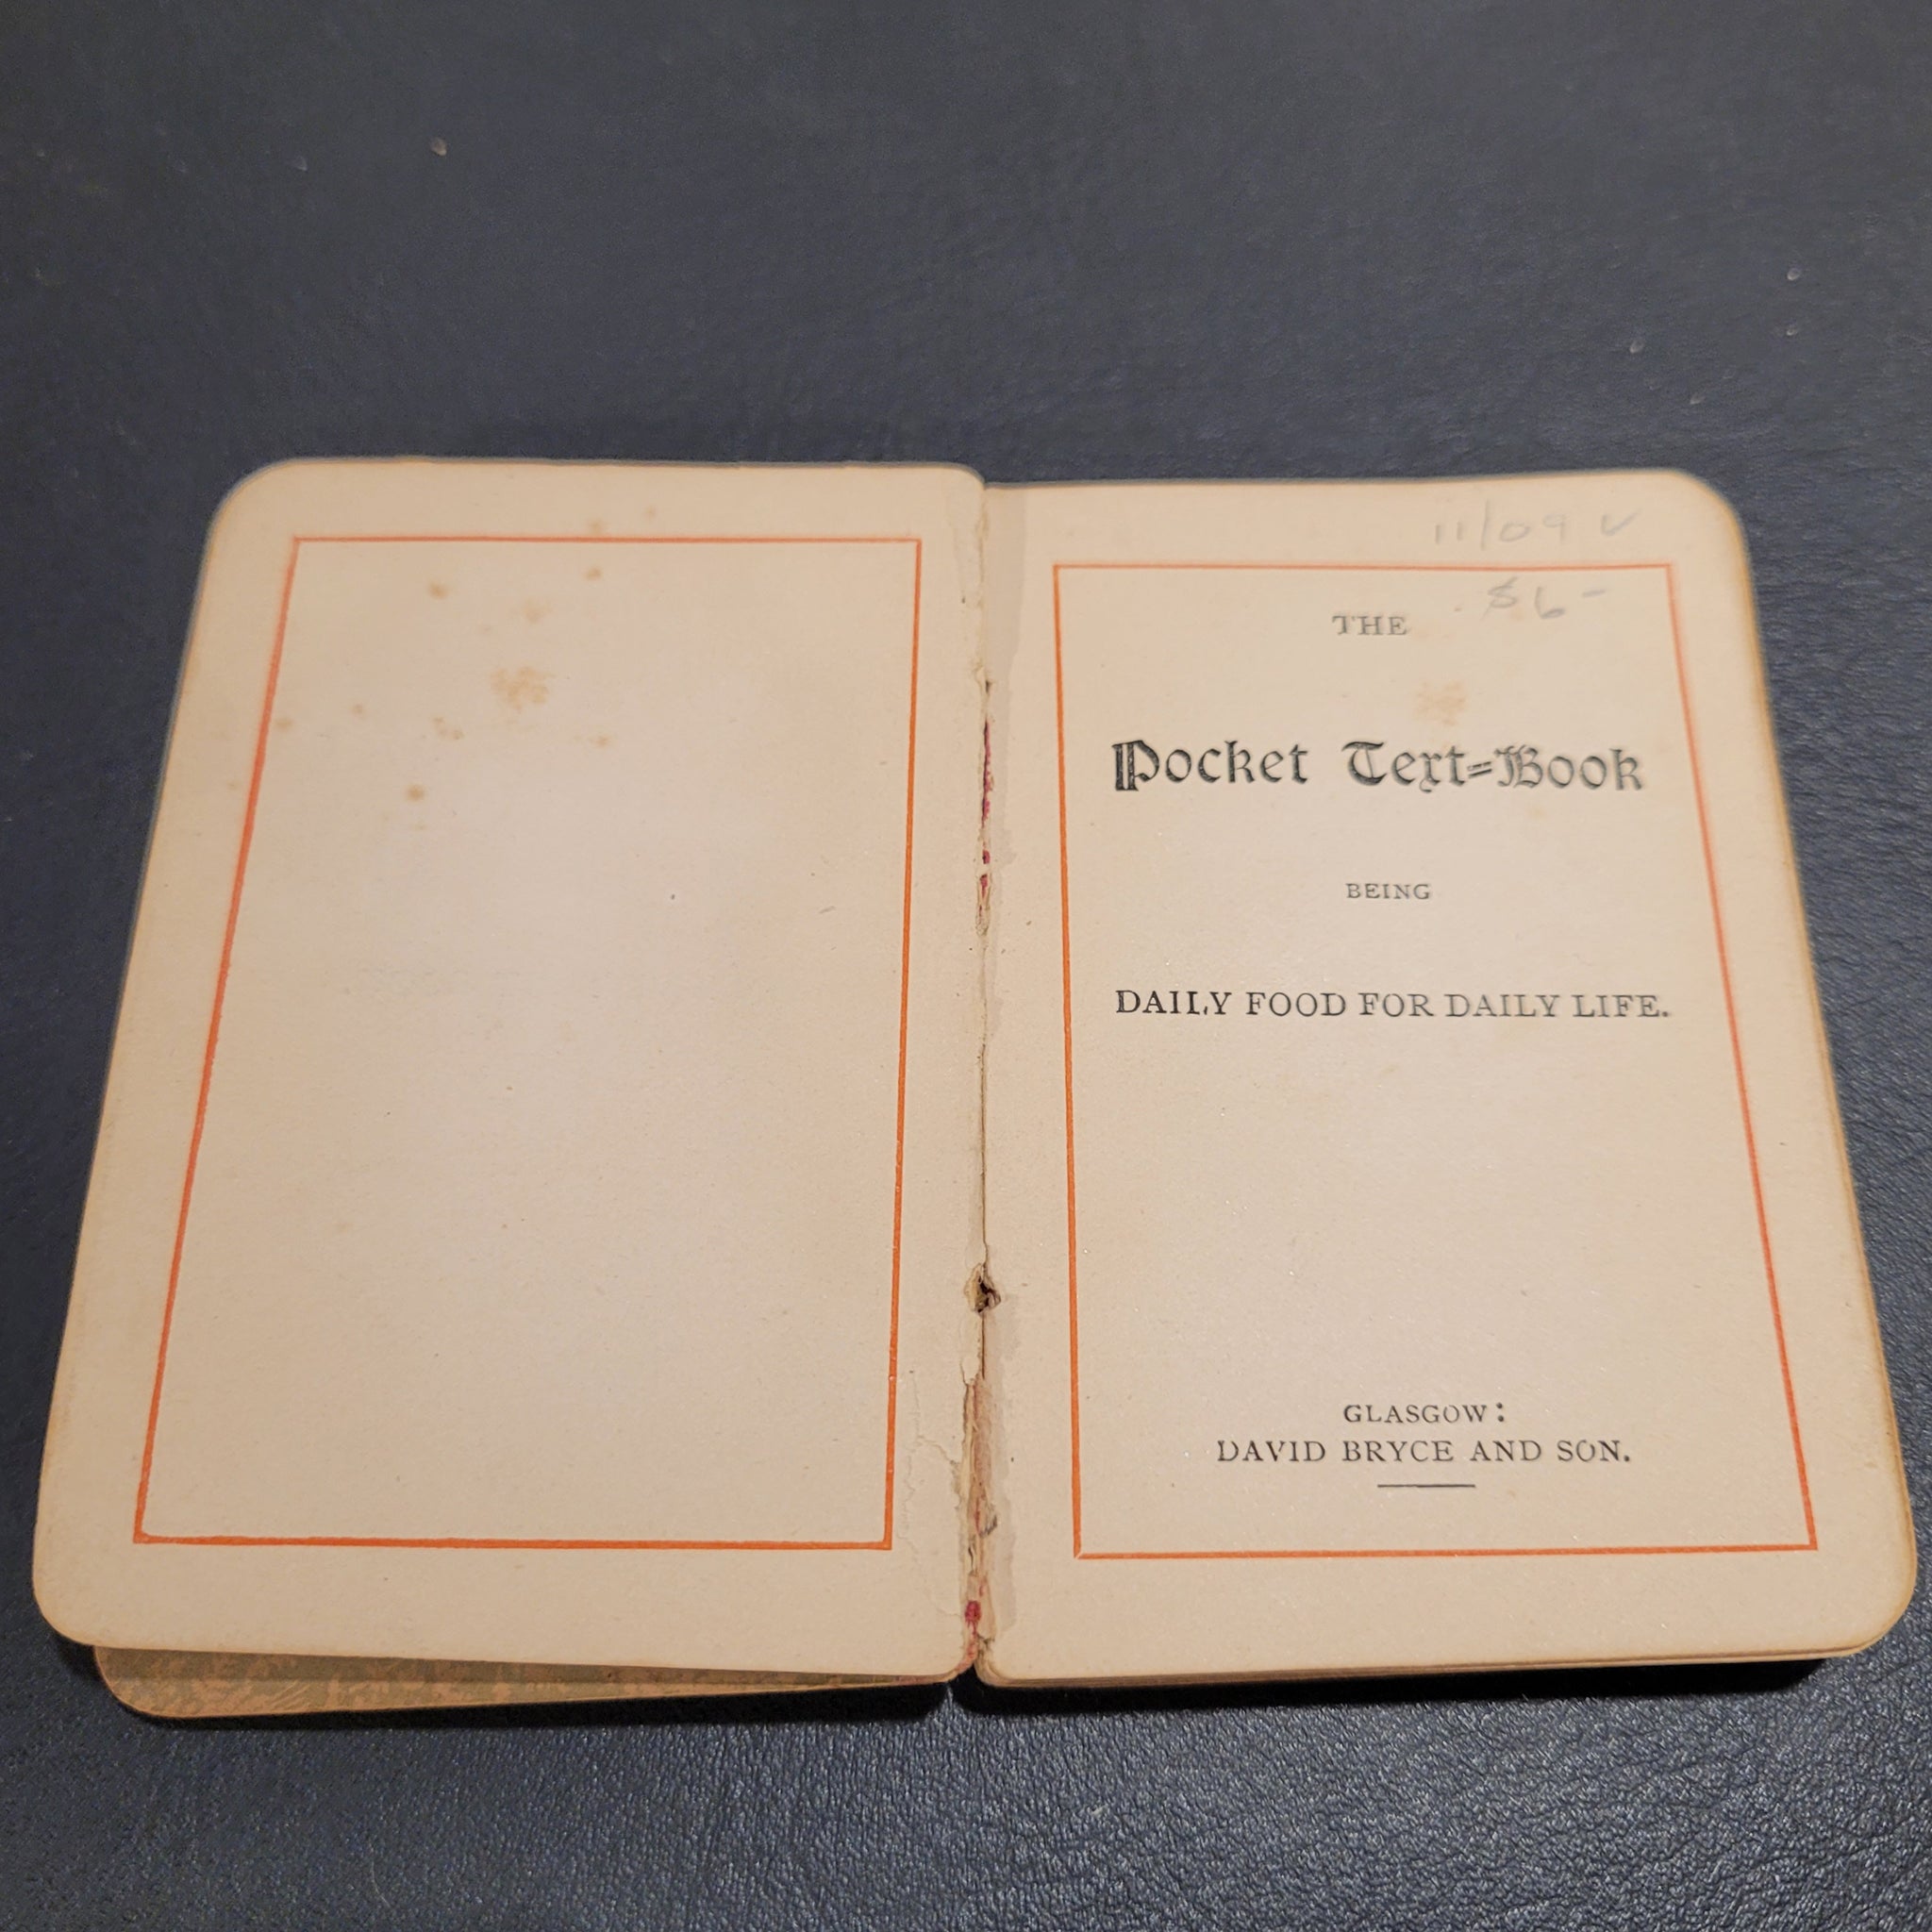 11/09 ✓
$6-
THE
Pocket Text=Book
BEING
DAILY FOOD FOR DAILY LIFE.
GLASGOW:
DAVID BRYCE AND SON.